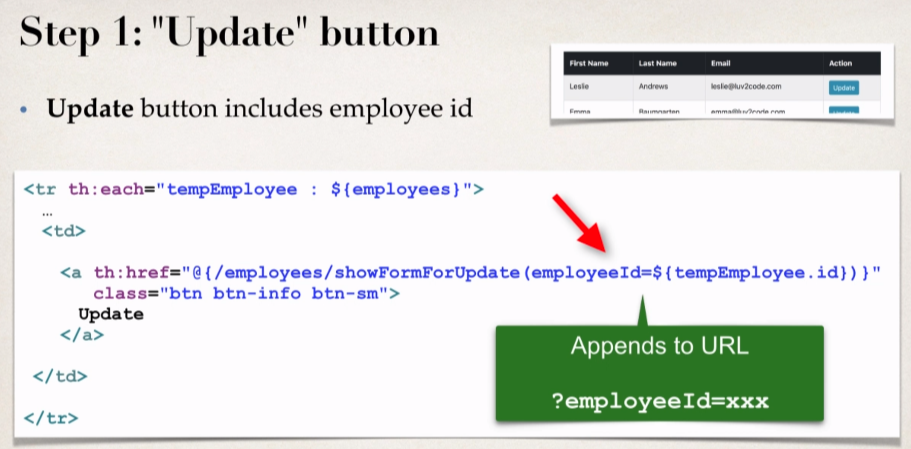 Step 1: "Update" button
First Name Last Name Email Action
Leslie Andrews leslie@luv2code.com Update
Emma Baumgarten emma@luv2code.com
• Update button includes employee id
<tr th:each="tempEmployee : ${employees}">
…
<td>
<a th:href="@{/employees/showFormForUpdate(employeeId=${tempEmployee.id})}"
class="btn btn-info btn-sm">
Update
</a>
</td>
</tr>
Appends to URL
?employeeId=xxx